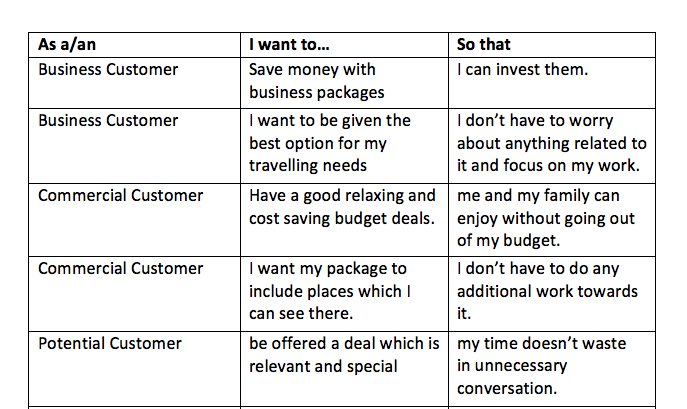 As a/an I want to... So that
Business Customer Save money with I can invest them.
business packages
Business Customer I want to be given the I don’t have to worry
best option for my about anything related to
travelling needs it and focus on my work.
Commercial Customer Have a good relaxing and me and my family can
cost saving budget deals. enjoy without going out
of my budget.
Commercial Customer I want my package to I don’t have to do any
include places which I additional work towards
can see there. it.
Potential Customer be offered a deal which is my time doesn’t waste
relevant and special in unnecessary
conversation.